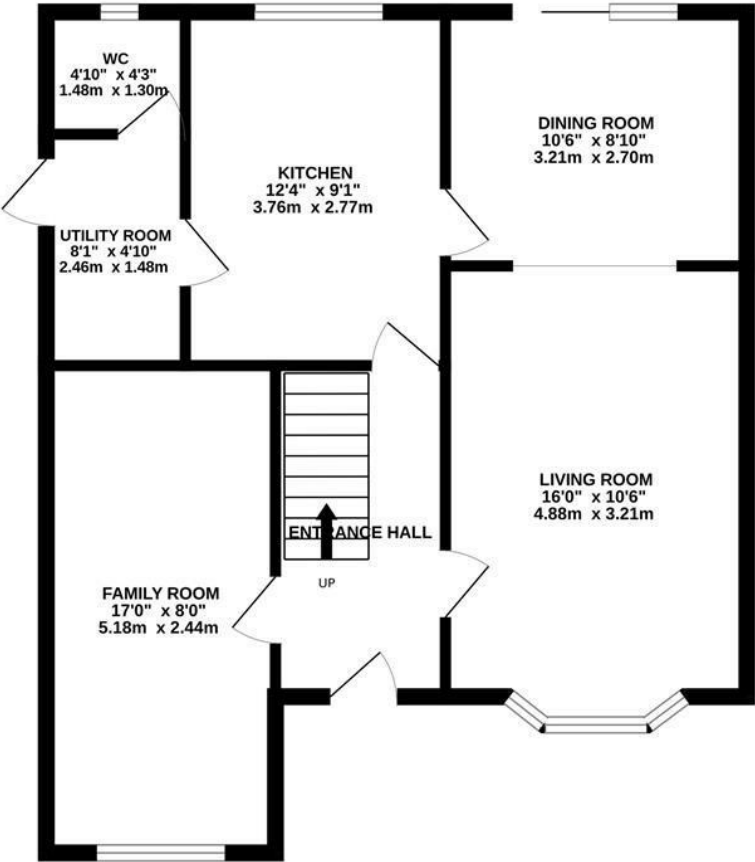 WC
4'10" x 4'3"
1.48m x 1.30m
KITCHEN
12'4" x 9'1"
3.76m x 2.77m
DINING ROOM
10'6" x 8'10"
3.21m x 2.70m
UTILITY ROOM
8'1" x 4'10"
2.46m x 1.48m
LIVING ROOM
16'0" x 10'6"
4.88m x 3.21m
ENTRANCE HALL
UP
FAMILY ROOM
17'0" x 8'0"
5.18m x 2.44m